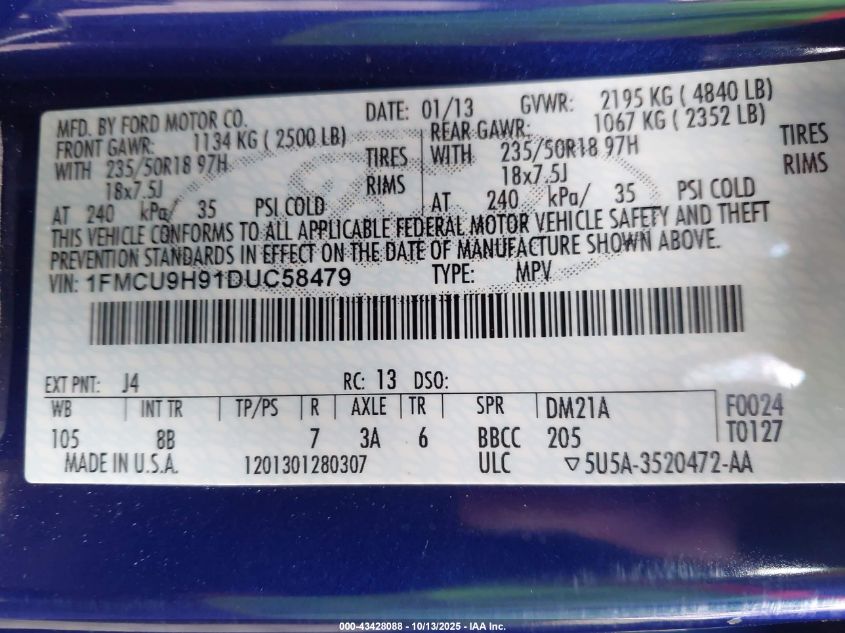 MFD. BY FORD MOTOR CO. DATE: 01/13 GVWR: 2195 KG ( 4840 LB)
FRONT GAWR: 1134 KG ( 2500 LB) REAR GAWR: 1067 KG ( 2352 LB)
WITH 235/50R18 97H TIRES WITH 235/50R18 97H TIRES
18x7.5J RIMS 18x7.5J RIMS
AT 240 kPa/ 35 PSI COLD AT 240 kPa/ 35 PSI COLD
THIS VEHICLE CONFORMS TO ALL APPLICABLE FEDERAL MOTOR VEHICLE SAFETY AND THEFT
PREVENTION STANDARDS IN EFFECT ON THE DATE OF MANUFACTURE SHOWN ABOVE.
VIN: 1FMCU9H91DUC58479 TYPE: MPV
EXT PNT: J4 RC: 13 DSO:
WB INT TR TP/PS R AXLE TR SPR DM21A F0024
105 8B 7 3A 6 BBCC 205 T0127
MADE IN U.S.A. 1201301280307 ULC ▽5U5A-3520472-AA
000-43428088 - 10/13/2025 - IAA Inc.